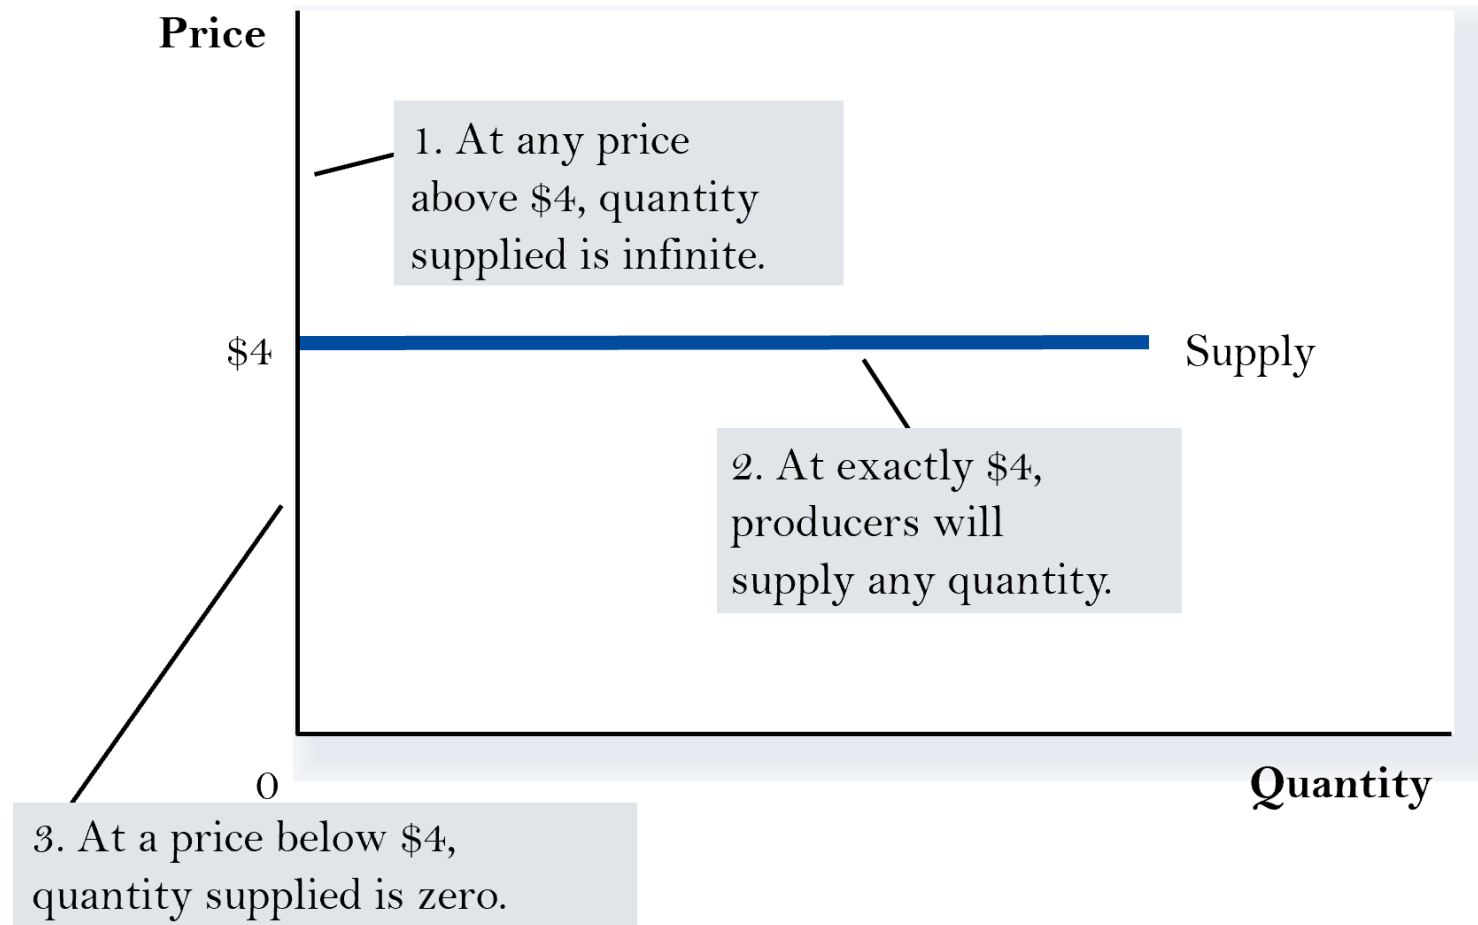 Price
1. At any price
above $4, quantity
supplied is infinite.
$4
Supply
2. At exactly $4,
producers will
supply any quantity.
0
Quantity
3. At a price below $4,
quantity supplied is zero.